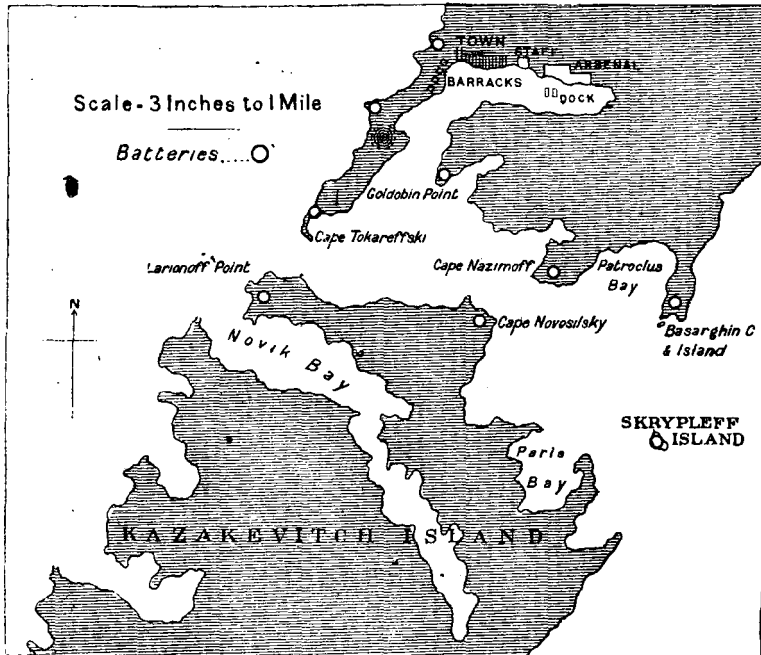 TOWN
STAFF
ARSENAL
BARRACKS
DOCK
Scale - 3 Inches to 1 Mile
Batteries.....O
Goldobin Point
Cape Tokareffski
Larionoff Point
Cape Nazimoff
Patroclus
Bay
N
Novik Bay
Cape Novosilsky
Basarghin C
& Island
SKRYPLEFF
ISLAND
Paris
Bay
KAZAKEVITCH ISLAND